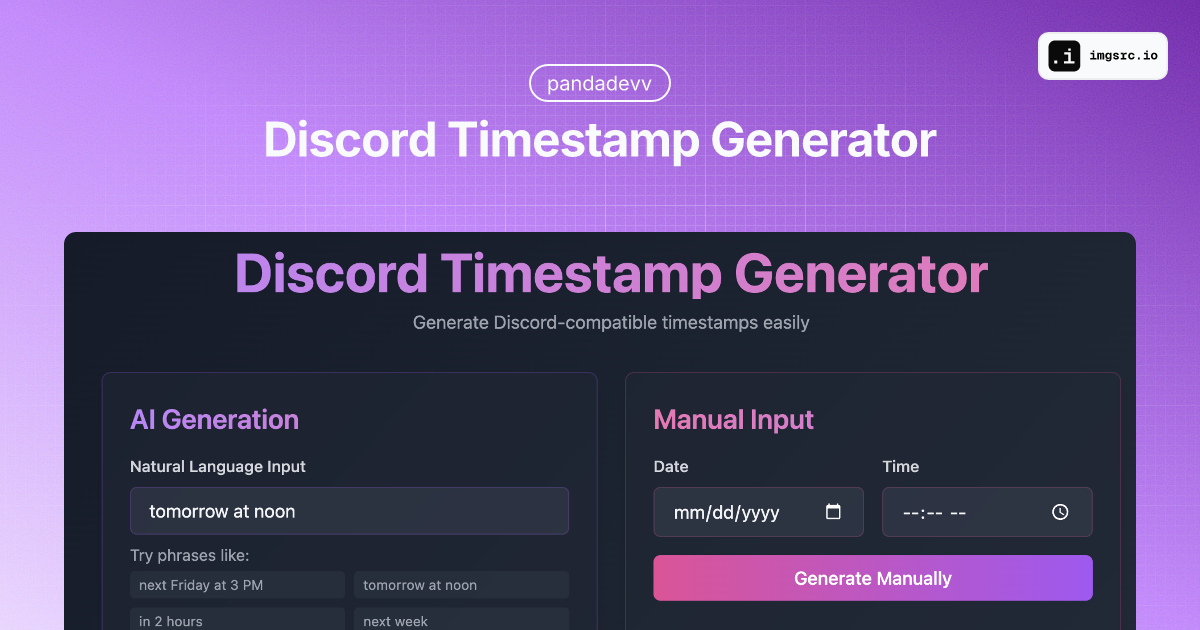 .i imgsrc.io
pandadevv
Discord Timestamp Generator
Discord Timestamp Generator
Generate Discord-compatible timestamps easily
AI Generation
Natural Language Input
tomorrow at noon
Try phrases like:
next Friday at 3 PM
tomorrow at noon
in 2 hours
next week
Manual Input
Date
Time
mm/dd/yyyy
--:-- --
Generate Manually